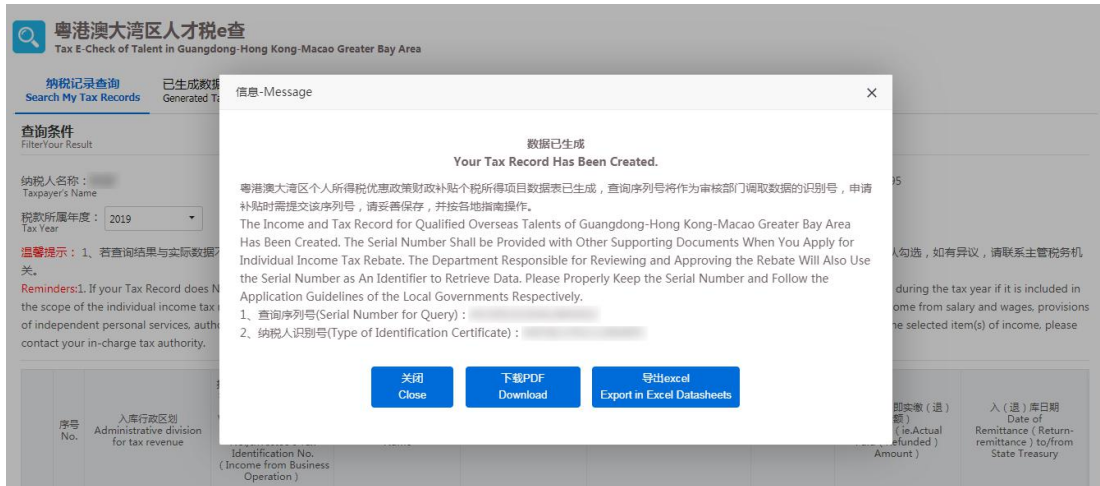 粤港澳大湾区人才税e查
Tax E-Check of Talent in Guangdong-Hong Kong-Macao Greater Bay Area
纳税记录查询
Search My Tax Records
已生成数据
Generated
查询条件
FilterYour Result
纳税人名称：
Taxpayer's Name
95
税款所属年度： 2019
Tax Year
温馨提示：1、若查询结果与实际数据
人勾选，如有异议，请联系主管税务机
关。
Reminders:1. If your Tax Record does
during the tax year if it is included in
the scope of the individual income tax
ome from salary and wages, provisions
of independent personal services,
he selected item(s) of income, please
contact your in-charge tax authority.
信息-Message
数据已生成
Your Tax Record Has Been Created.
粤港澳大湾区个人所得税优惠政策财政补贴个税所得项目数据表已生成，查询序列号将作为审核部门调取数据的识别号，申请
补贴时需提交该序列号，请妥善保存，并按各地指南操作。
The Income and Tax Record for Qualified Overseas Talents of Guangdong-Hong Kong-Macao Greater Bay Area
Has Been Created. The Serial Number Shall be Provided with Other Supporting Documents When You Apply for
Individual Income Tax Rebate. The Department Responsible for Reviewing and Approving the Rebate Will Also Use
the Serial Number as An Identifier to Retrieve Data. Please Properly Keep the Serial Number and Follow the
Application Guidelines of the Local Governments Respectively.
1、查询序列号(Serial Number for Query)：
2、纳税人识别号(Type of Identification Certificate)：
关闭
Close
下载PDF
Download
导出excel
Export in Excel Datasheets
序号
No.
入库行政区划
Administrative division
for tax revenue
Identification No.
(Income from Business
Operation)
即实缴（退）
额）
(ie.Actual
efunded )
Amount )
入（退）库日期
Date of
Remittance ( Return-
remittance ) to/from
State Treasury